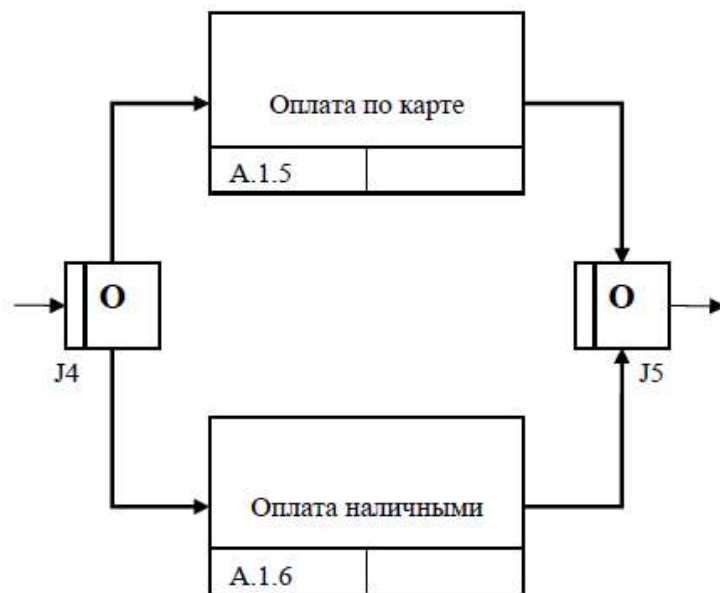 Оплата по карте
А.1.5
О
О
J4
J5
Оплата наличными
А.1.6